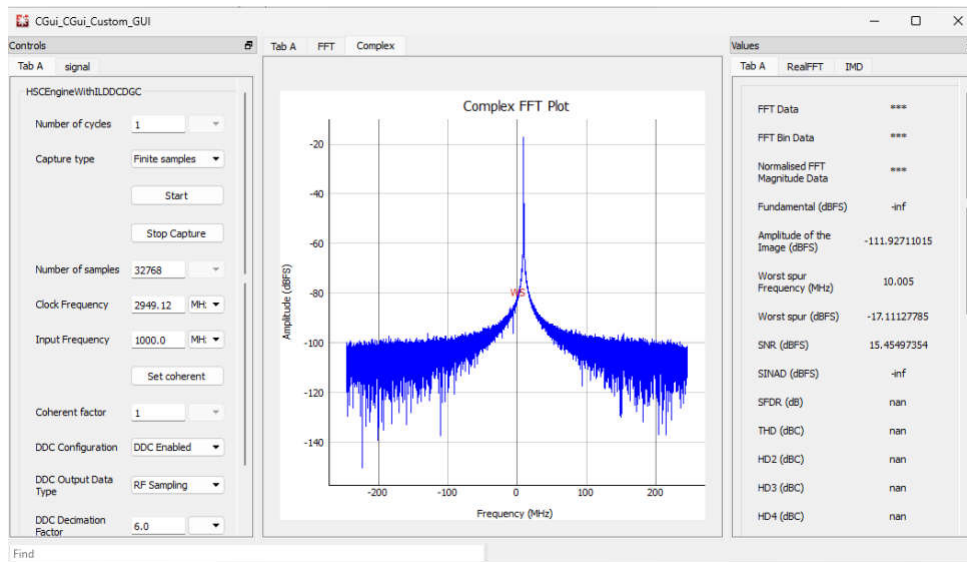 CGui_CGui_Custom_GUI
Controls
Tab A signal
HSCEngineWithILDDCDGC
Number of cycles 1
Capture type Finite samples
Start
Stop Capture
Number of samples 32768
Clock Frequency 2949.12 MH:
Input Frequency 1000.0 MH:
Set coherent
Coherent factor 1
DDC Configuration DDC Enabled
DDC Output Data
Type
RF Sampling
DDC Decimation
Factor
6.0
Find
Tab A FFT Complex
Complex FFT Plot
Amplitude (dBFS)
-20
-40
-60
-80
-100
-120
-140
WS
-200 -100 0 100 200
Frequency (MHz)
Values
Tab A RealFFT IMD
FFT Data ***
FFT Bin Data ***
Normalised FFT
Magnitude Data
***
Fundamental (dBFS) -inf
Amplitude of the
Image (dBFS)
-111.92711015
Worst spur
Frequency (MHz)
10.005
Worst spur (dBFS) -17.11127785
SNR (dBFS) 15.45497354
SINAD (dBFS) -inf
SFDR (dB) nan
THD (dBC) nan
HD2 (dBC) nan
HD3 (dBC) nan
HD4 (dBC) nan